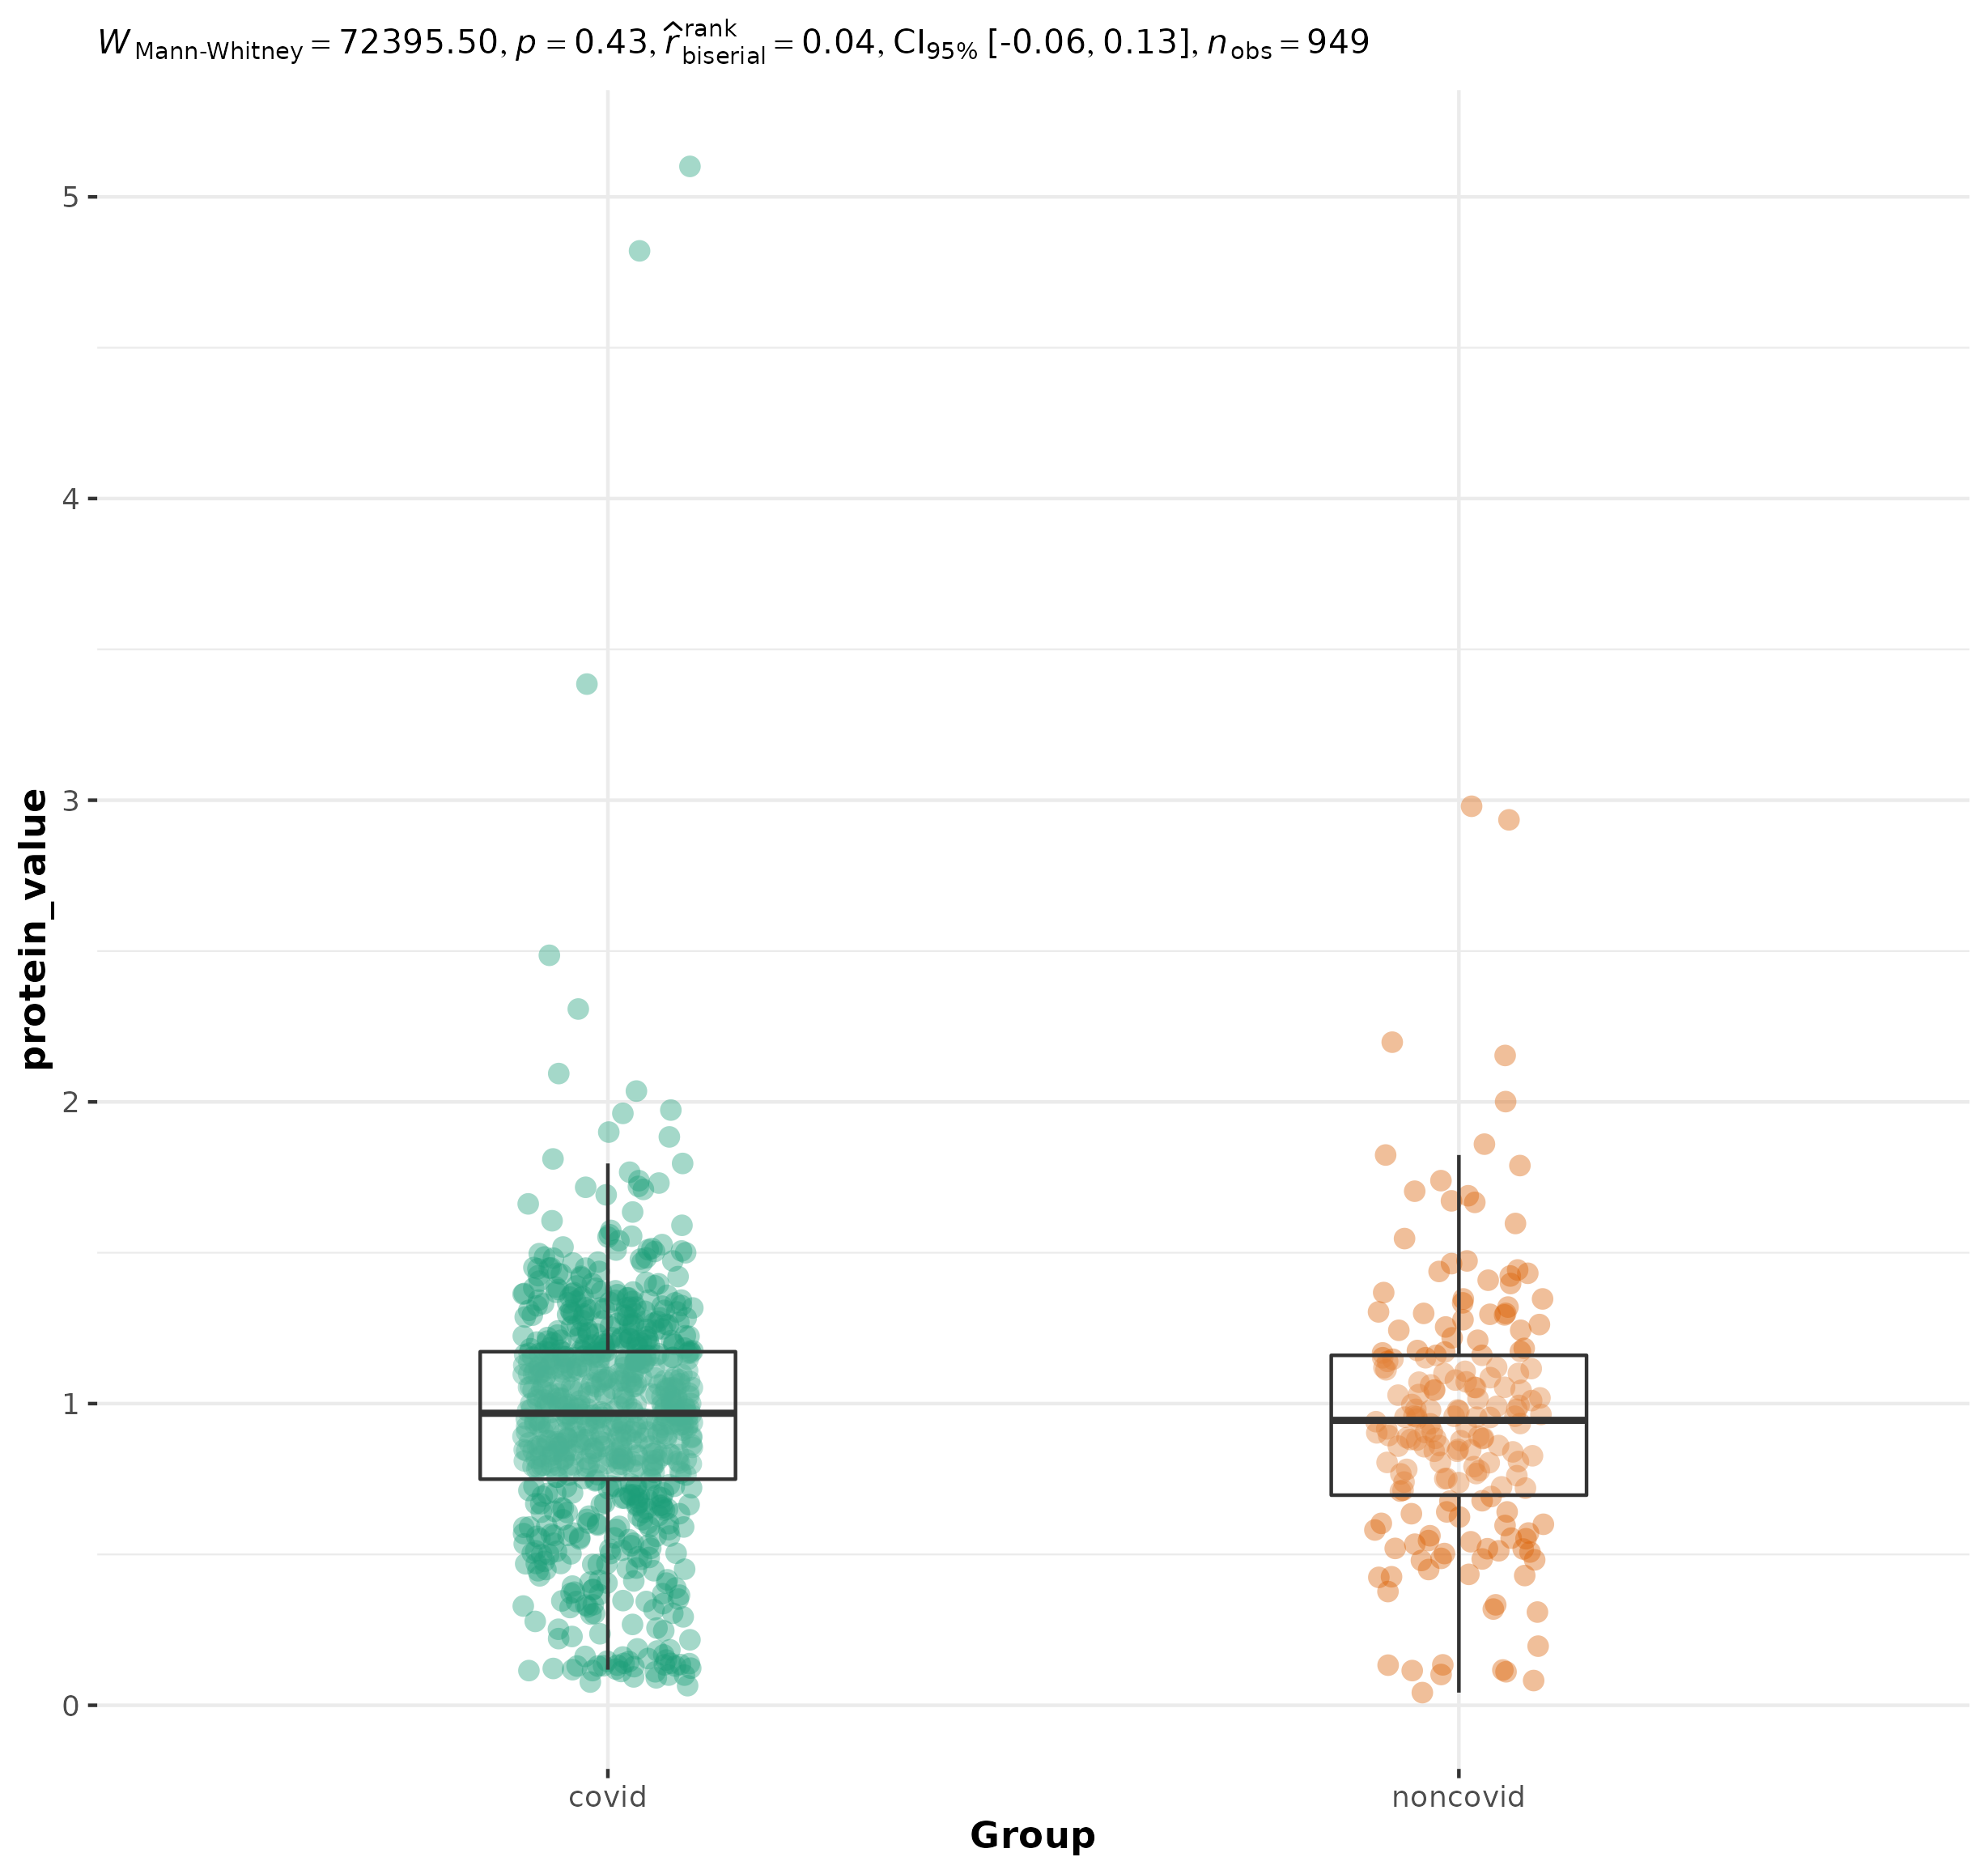 W Mann-Whitney = 72395.50, p = 0.43, r̂ rank biserial = 0.04, CI95% [-0.06, 0.13], n obs = 949
5
4
3
2
1
0
protein_value
covid noncovid
Group